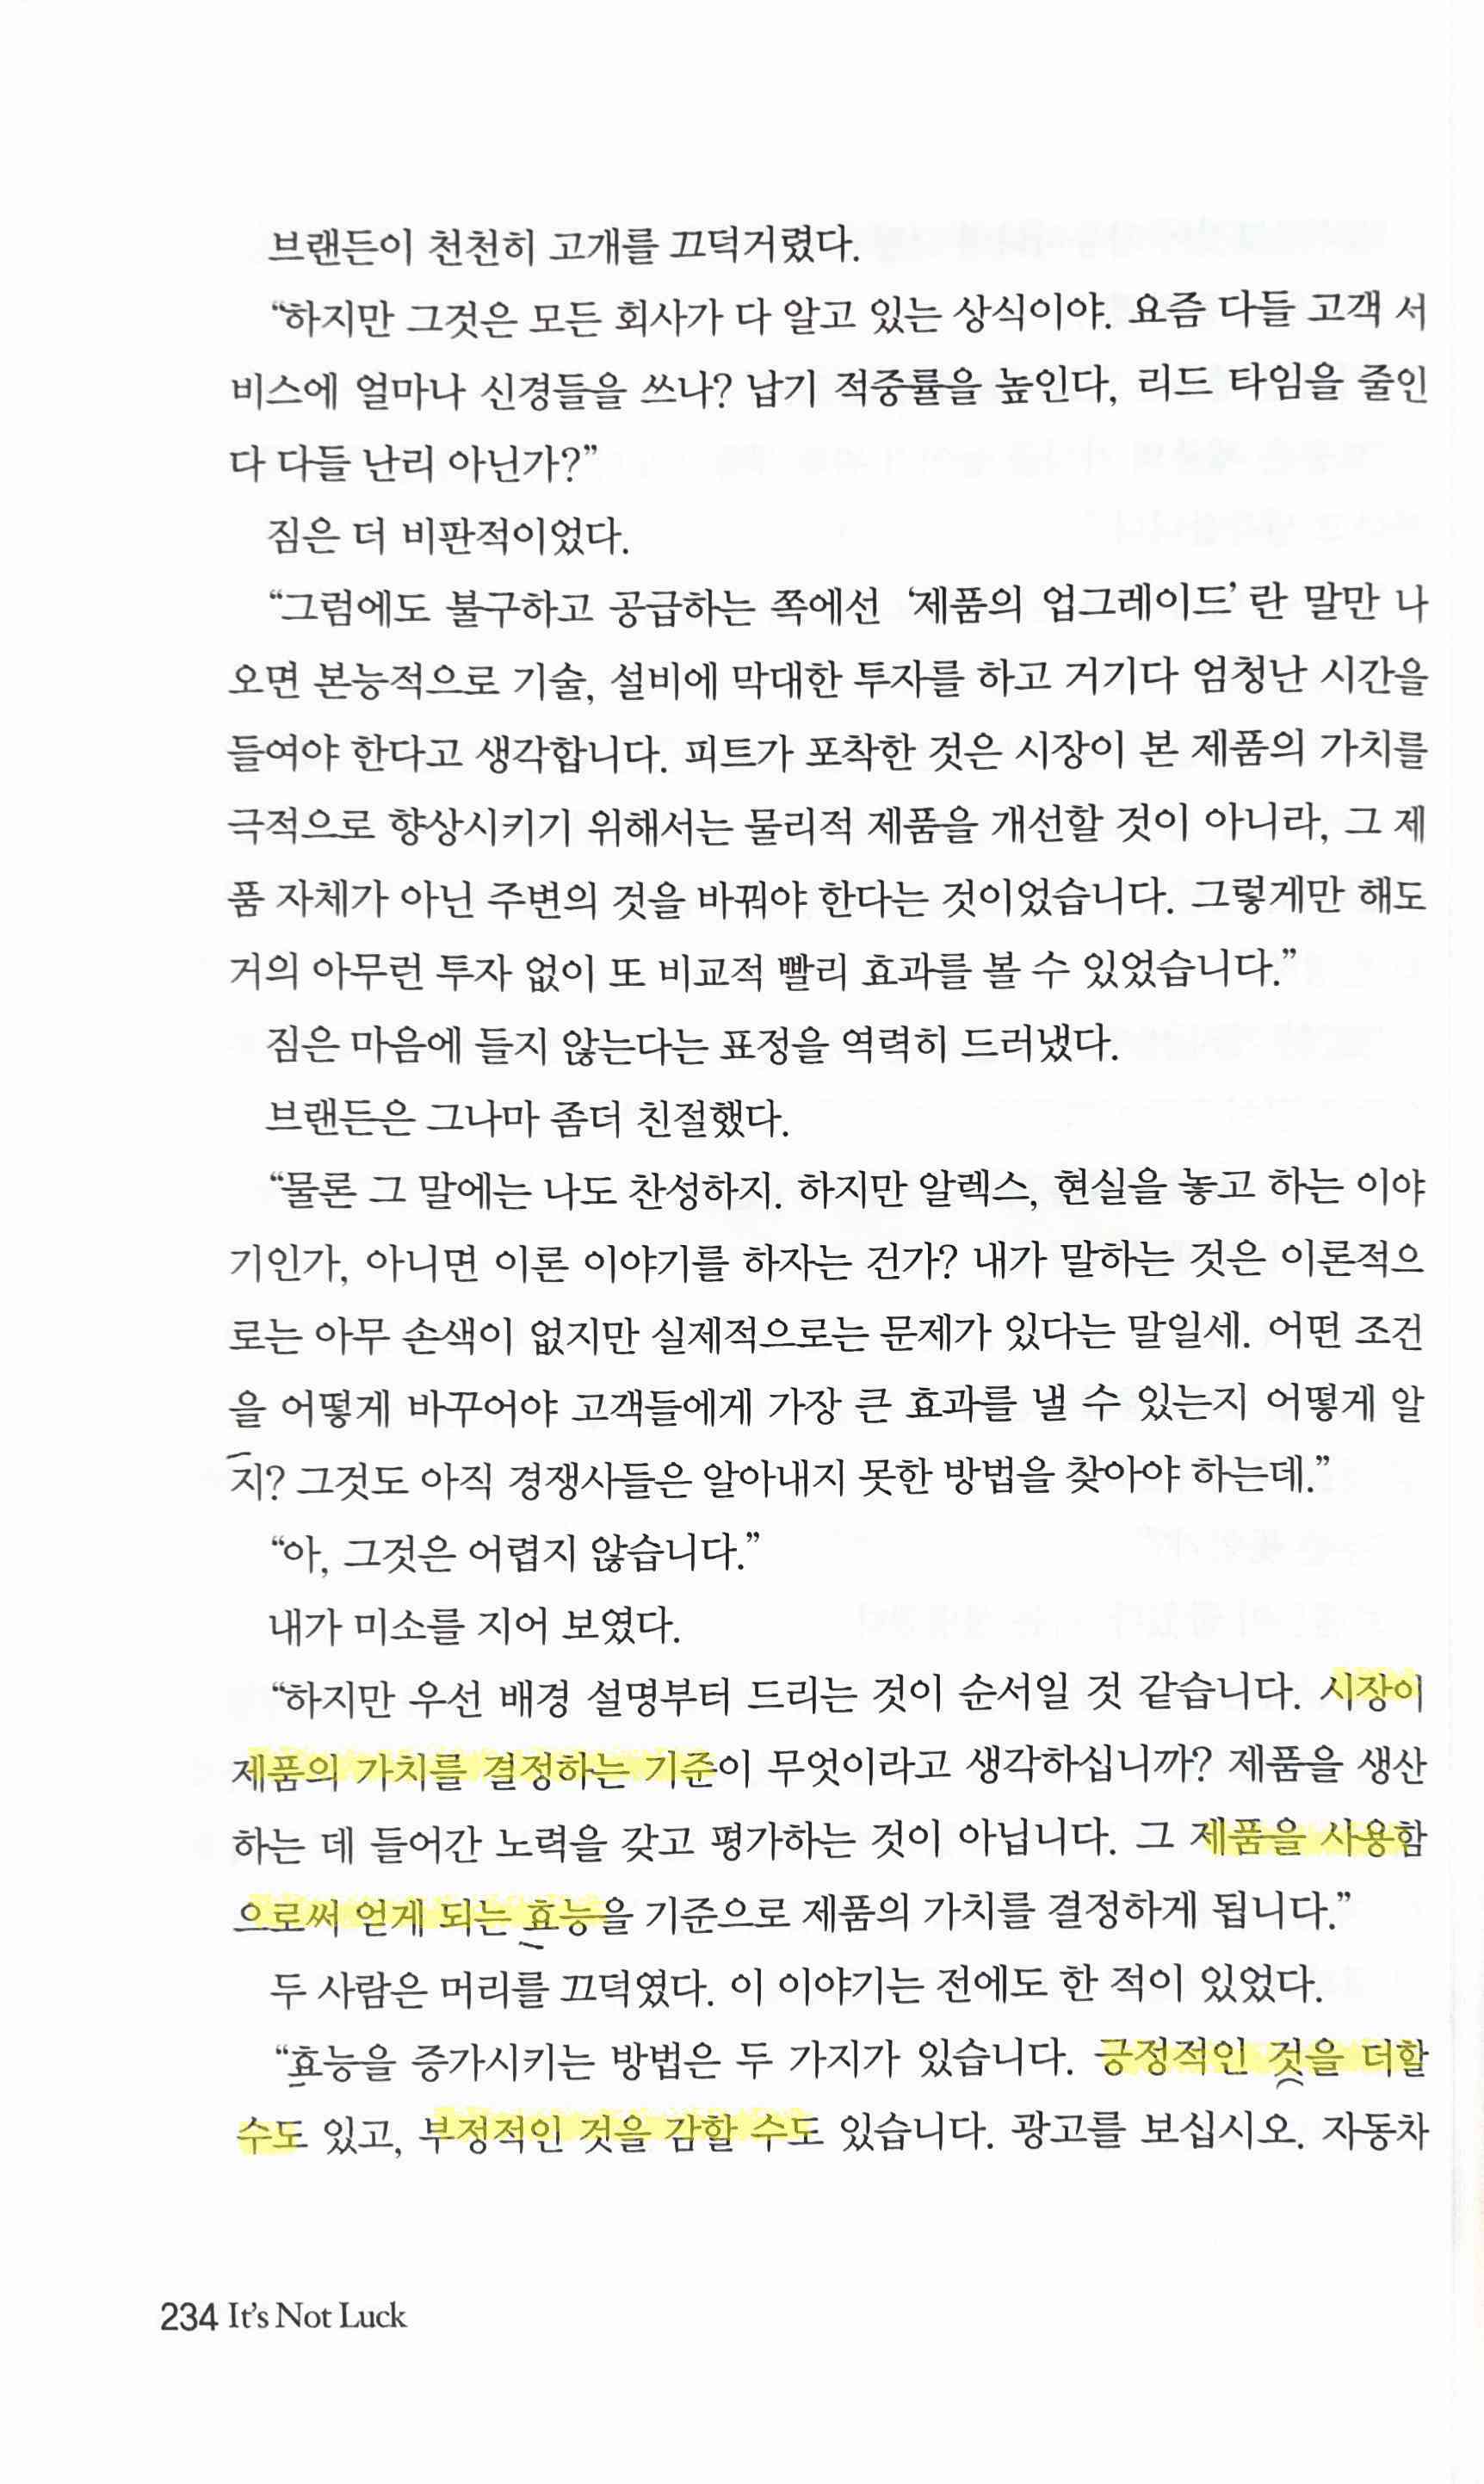 브랜든이 천천히 고개를 끄덕거렸다.
“하지만 그것은 모든 회사가 다 알고 있는 상식이야. 요즘 다들 고객 서
비스에 얼마나 신경들을 쓰나? 납기 적중률을 높인다, 리드 타임을 줄인
다 다들 난리 아닌가?”
짐은 더 비판적이었다.
“그럼에도 불구하고 공급하는 쪽에선 ‘제품의 업그레이드’란 말만 나
오면 본능적으로 기술, 설비에 막대한 투자를 하고 거기다 엄청난 시간을
들여야 한다고 생각합니다. 피트가 포착한 것은 시장이 본 제품의 가치를
극적으로 향상시키기 위해서는 물리적 제품을 개선할 것이 아니라, 그 제
품 자체가 아닌 주변의 것을 바꿔야 한다는 것이었습니다. 그렇게만 해도
거의 아무런 투자 없이 또 비교적 빨리 효과를 볼 수 있었습니다.”
짐은 마음에 들지 않는다는 표정을 역력히 드러냈다.
브랜든은 그나마 좀더 친절했다.
“물론 그 말에는 나도 찬성하지. 하지만 알렉스, 현실을 놓고 하는 이야
기인가, 아니면 이론 이야기를 하자는 건가? 내가 말하는 것은 이론적으
로는 아무 손색이 없지만 실제적으로는 문제가 있다는 말일세. 어떤 조건
을 어떻게 바꾸어야 고객들에게 가장 큰 효과를 낼 수 있는지 어떻게 알
지? 그것도 아직 경쟁사들은 알아내지 못한 방법을 찾아야 하는데.”
“아, 그것은 어렵지 않습니다.”
내가 미소를 지어 보였다.
“하지만 우선 배경 설명부터 드리는 것이 순서일 것 같습니다. 시장이
제품의 가치를 결정하는 기준이 무엇이라고 생각하십니까? 제품을 생산
하는 데 들어간 노력을 갖고 평가하는 것이 아닙니다. 그 제품을 사용함
으로써 얻게 되는 효능을 기준으로 제품의 가치를 결정하게 됩니다.”
두 사람은 머리를 끄덕였다. 이 이야기는 전에도 한 적이 있었다.
“효능을 증가시키는 방법은 두 가지가 있습니다. 긍정적인 것을 더할
수도 있고, 부정적인 것을 감할 수도 있습니다. 광고를 보십시오. 자동차
234 It's Not Luck